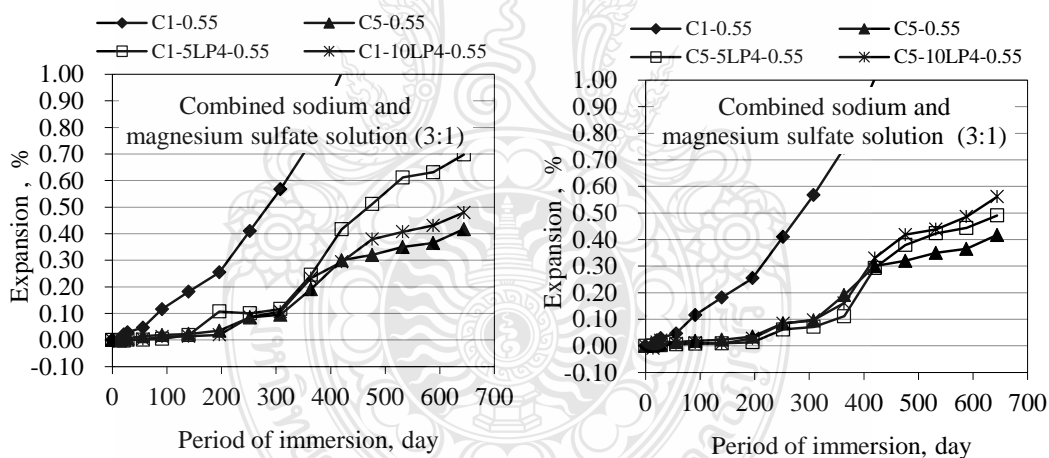 C1-0.55 C5-0.55
C1-5LP4-0.55 C1-10LP4-0.55
1.00
0.90
0.80
0.70
0.60
0.50
0.40
0.30
0.20
0.10
0.00
-0.10
Expansion , %
Combined sodium and
magnesium sulfate solution (3:1)
0 100 200 300 400 500 600 700
Period of immersion, day
C1-0.55 C5-0.55
C5-5LP4-0.55 C5-10LP4-0.55
1.00
0.90
0.80
0.70
0.60
0.50
0.40
0.30
0.20
0.10
0.00
-0.10
Expansion , %
Combined sodium and
magnesium sulfate solution (3:1)
0 100 200 300 400 500 600 700
Period of immersion, day